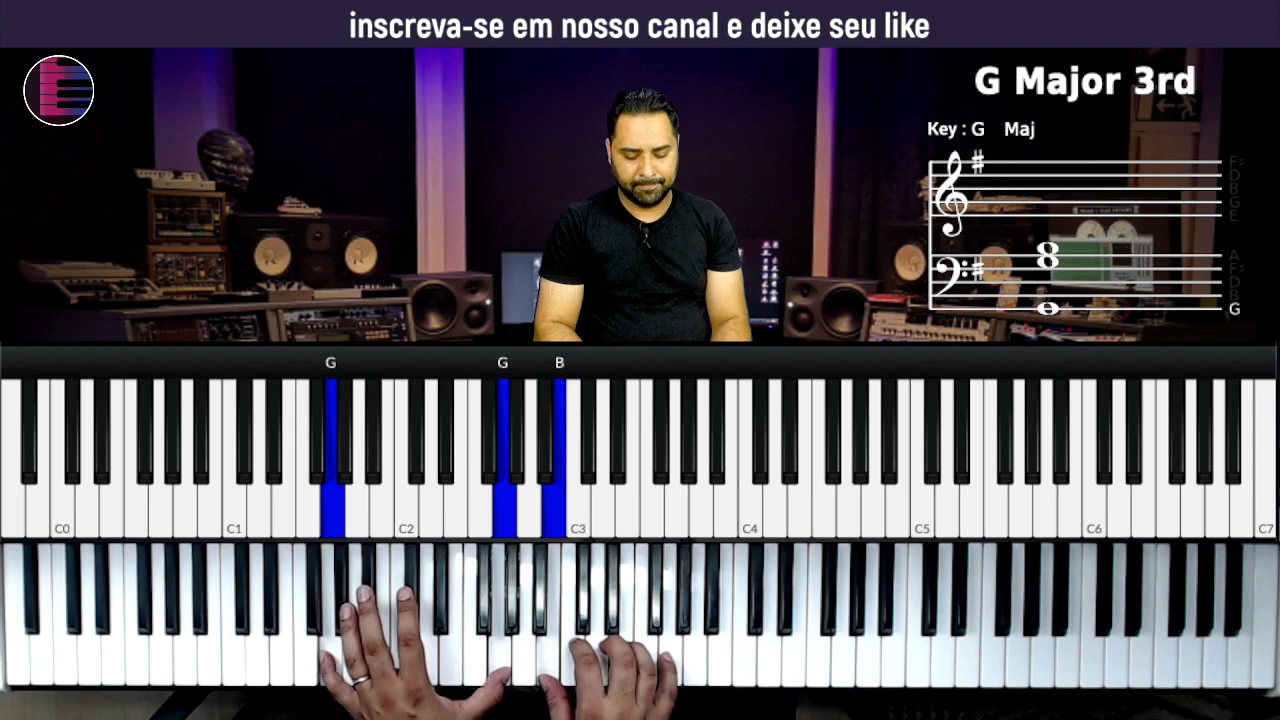 inscreva-se em nosso canal e deixe seu like
G Major 3rd
Key : G Maj
F#
D
B
G
E
A
F#
D
B
G
G G B
C0 C1 C2 C3 C4 C5 C6 C7